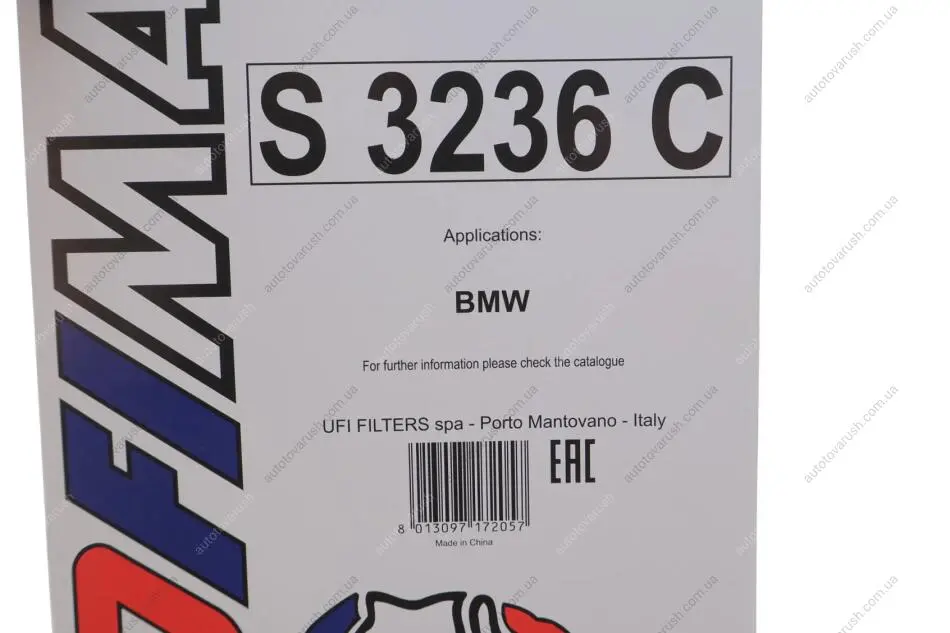 S 3236 C
Applications:
BMW
For further information please check the catalogue
UFI FILTERS spa - Porto Mantovano - Italy
EAC
8 013097 172057
Made in China
OFIMA
autotovarush.com.ua